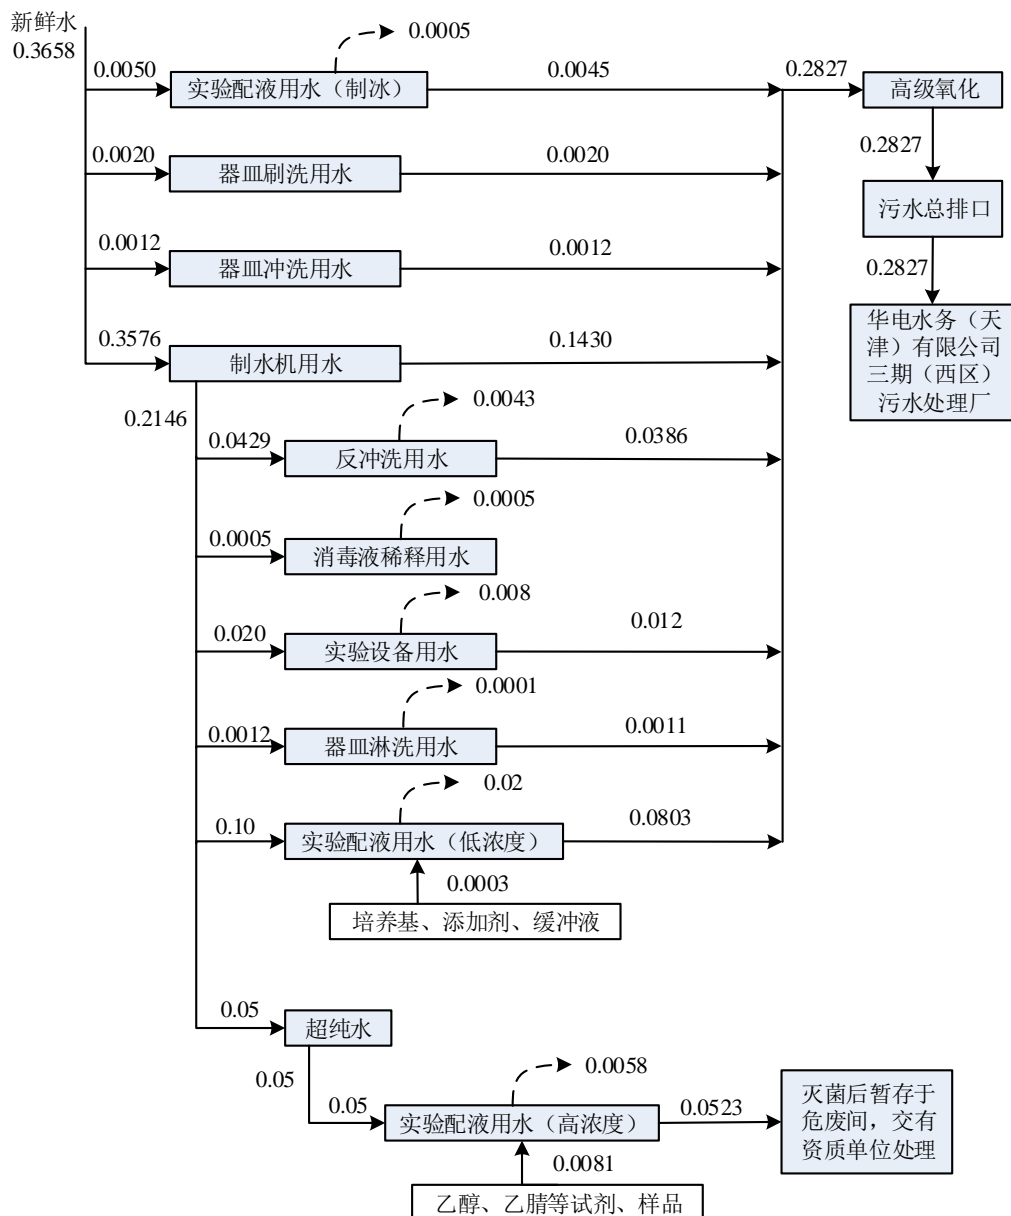 新鲜水
0.3658
0.0005
0.0050
实验配液用水（制冰）
0.0045
0.2827
高级氧化
0.2827
0.0020
器皿刷洗用水
0.0020
污水总排口
0.0012
器皿冲洗用水
0.0012
0.2827
华电水务（天
津）有限公司
三期（西区）
污水处理厂
0.3576
制水机用水
0.1430
0.2146
0.0043
0.0429
反冲洗用水
0.0386
0.0005
0.0005
消毒液稀释用水
0.008
0.020
实验设备用水
0.012
0.0001
0.0012
器皿淋洗用水
0.0011
0.02
0.10
实验配液用水（低浓度）
0.0803
0.0003
培养基、添加剂、缓冲液
0.05
超纯水
0.05
0.0058
0.05
实验配液用水（高浓度）
0.0523
灭菌后暂存于
危废间，交有
资质单位处理
0.0081
乙醇、乙腈等试剂、样品